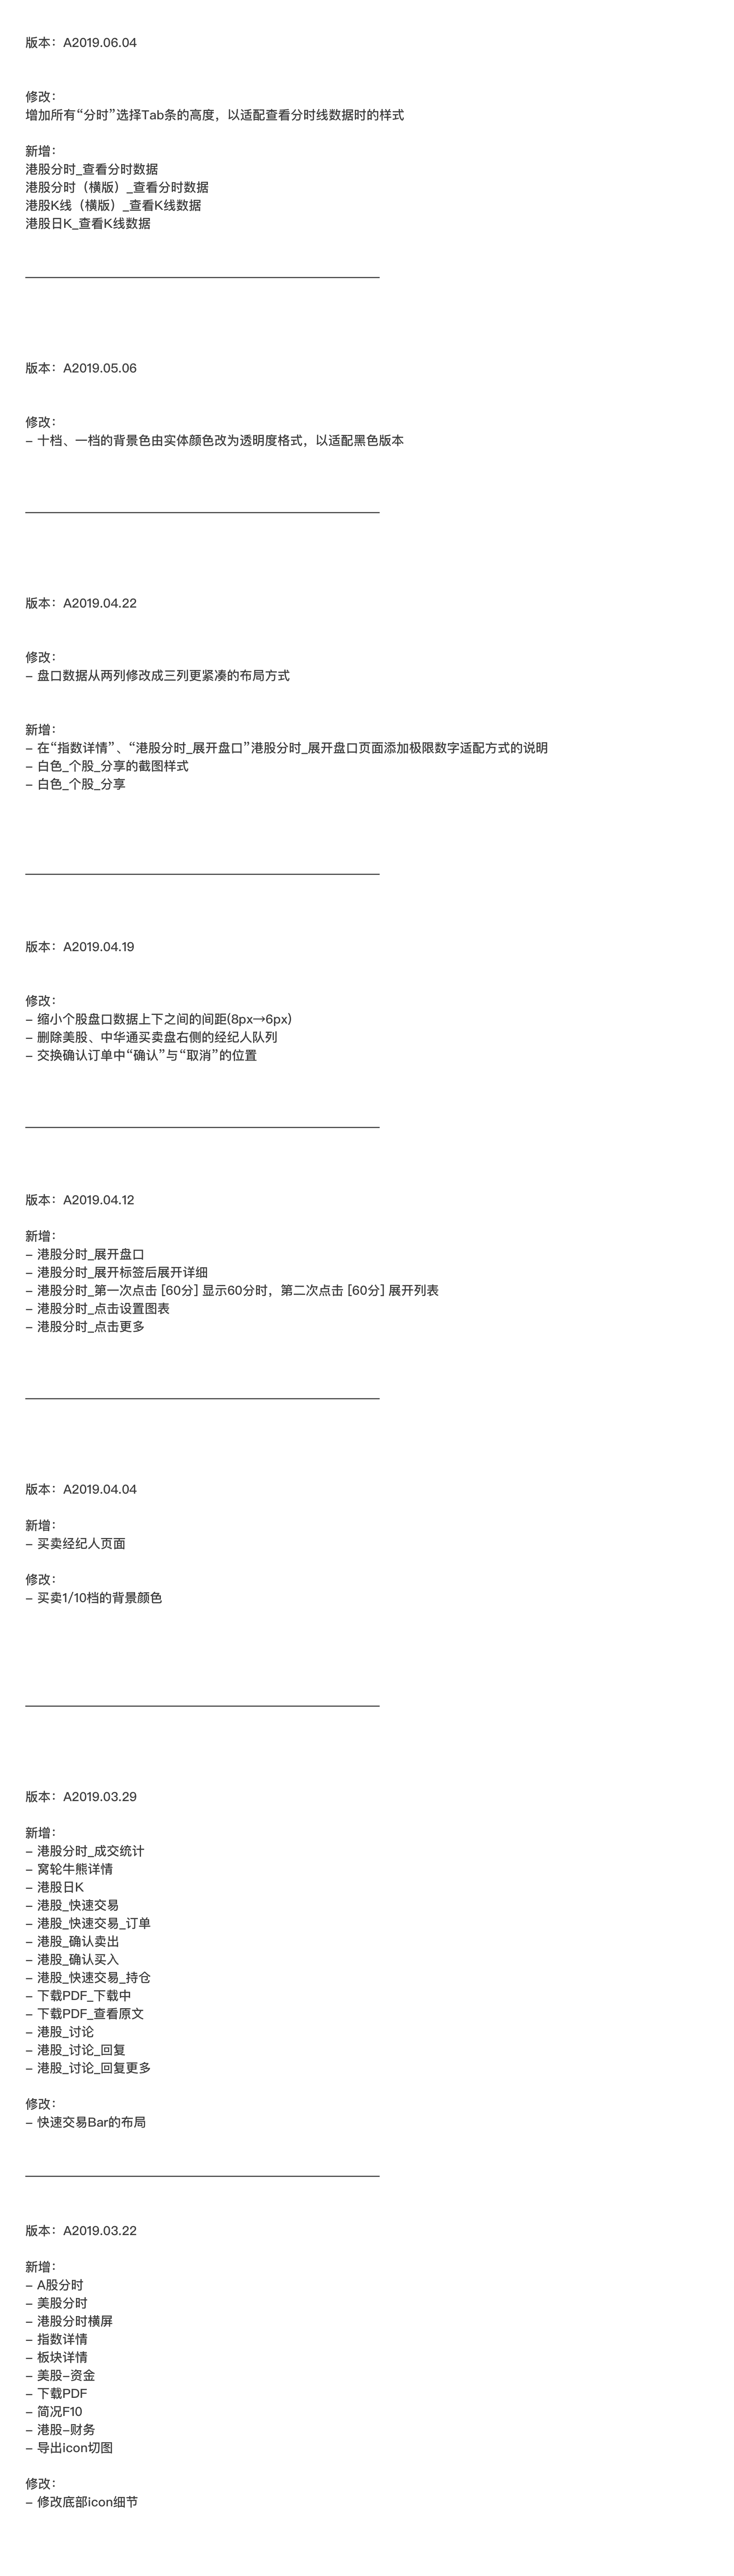 版本：A2019.06.04
修改：
增加所有“分时”选择Tab条的高度，以适配查看分时线数据时的样式
新增：
港股分时_查看分时数据
港股分时（横版）_查看分时数据
港股K线（横版）_查看K线数据
港股日K_查看K线数据
版本：A2019.05.06
修改：
- 十档、一档的背景色由实体颜色改为透明度格式，以适配黑色版本
版本：A2019.04.22
修改：
- 盘口数据从两列修改成三列更紧凑的布局方式
新增：
- 在“指数详情”、“港股分时_展开盘口”港股分时_展开盘口页面添加极限数字适配方式的说明
- 白色_个股_分享的截图样式
- 白色_个股_分享
版本：A2019.04.19
修改：
- 缩小个股盘口数据上下之间的间距(8px→6px)
- 删除美股、中华通买卖盘右侧的经纪人队列
- 交换确认订单中“确认”与“取消”的位置
版本：A2019.04.12
新增：
- 港股分时_展开盘口
- 港股分时_展开标签后展开详细
- 港股分时_第一次点击 [60分] 显示60分时，第二次点击 [60分] 展开列表
- 港股分时_点击设置图表
- 港股分时_点击更多
版本：A2019.04.04
新增：
- 买卖经纪人页面
修改：
- 买卖1/10档的背景颜色
版本：A2019.03.29
新增：
- 港股分时_成交统计
- 窝轮牛熊详情
- 港股日K
- 港股_快速交易
- 港股_快速交易_订单
- 港股_确认卖出
- 港股_确认买入
- 港股_快速交易_持仓
- 下载PDF_下载中
- 下载PDF_查看原文
- 港股_讨论
- 港股_讨论_回复
- 港股_讨论_回复更多
修改：
- 快速交易Bar的布局
版本：A2019.03.22
新增：
- A股分时
- 美股分时
- 港股分时横屏
- 指数详情
- 板块详情
- 美股-资金
- 下载PDF
- 简况F10
- 港股-财务
- 导出icon切图
修改：
- 修改底部icon细节